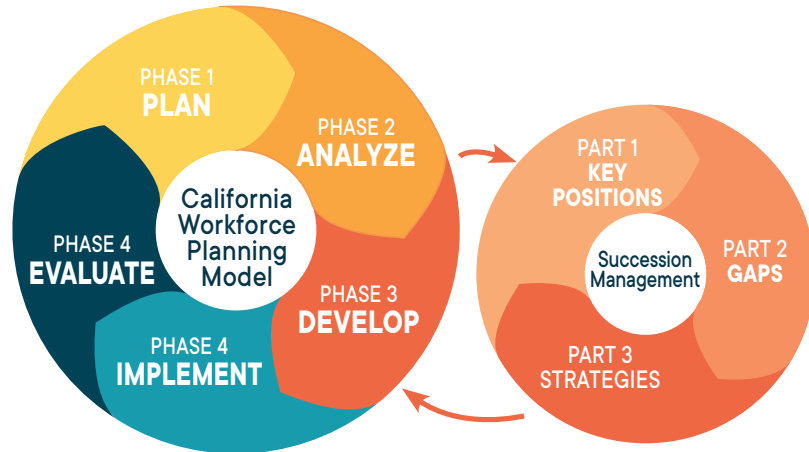 PHASE 1
PLAN
PHASE 2
ANALYZE
PHASE 3
DEVELOP
PHASE 4
IMPLEMENT
PHASE 4
EVALUATE
California
Workforce
Planning
Model
PART 1
KEY
POSITIONS
PART 2
GAPS
PART 3
STRATEGIES
Succession
Management